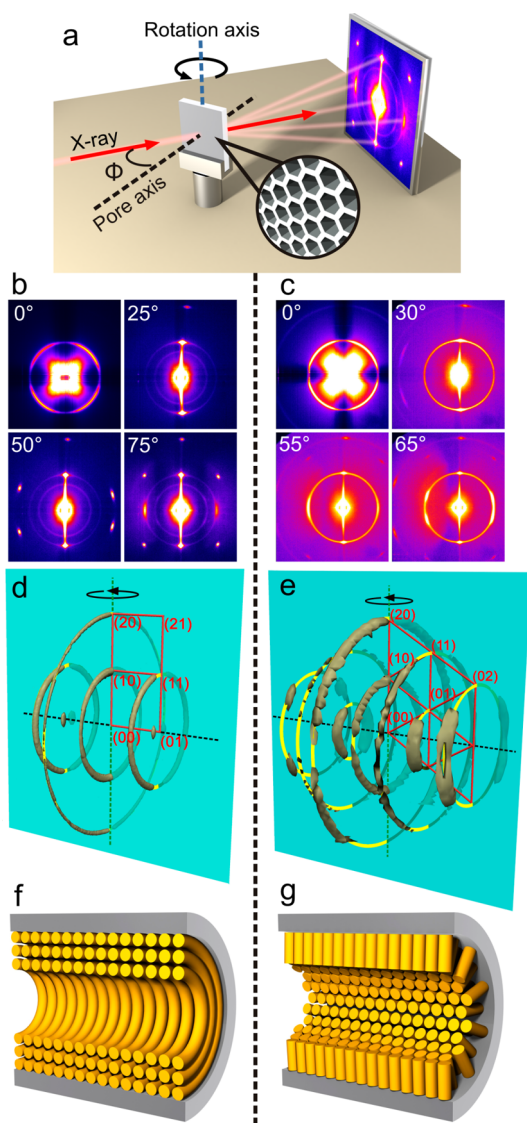 a
Rotation axis
X-ray
Φ
Pore axis
b
c
0°
25°
0°
30°
50°
75°
55°
65°
d
e
(20)
(21)
(10)
(11)
(00)
(01)
(20)
(11)
(10)
(02)
(01)
(00)
f
g